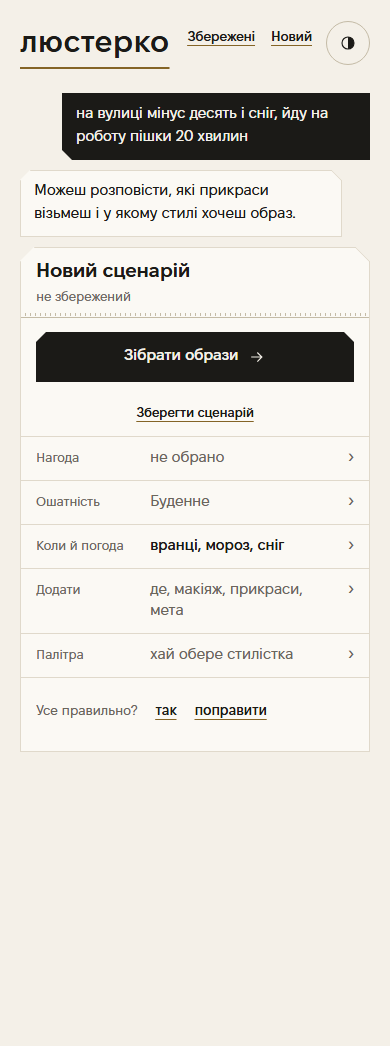 люстерко
Збережені
Новий
на вулиці мінус десять і сніг, йду на
роботу пішки 20 хвилин
Можеш розповісти, які прикраси
візьмеш і у якому стилі хочеш образ.
Новий сценарій
не збережений
Зібрати образи →
Зберегти сценарій
Нагода не обрано ›
Ошатність Буденне ›
Коли й погода вранці, мороз, сніг ›
Додати де, макіяж, прикраси, ›
мета
Палітра хай обере стилістка ›
Усе правильно? так поправити